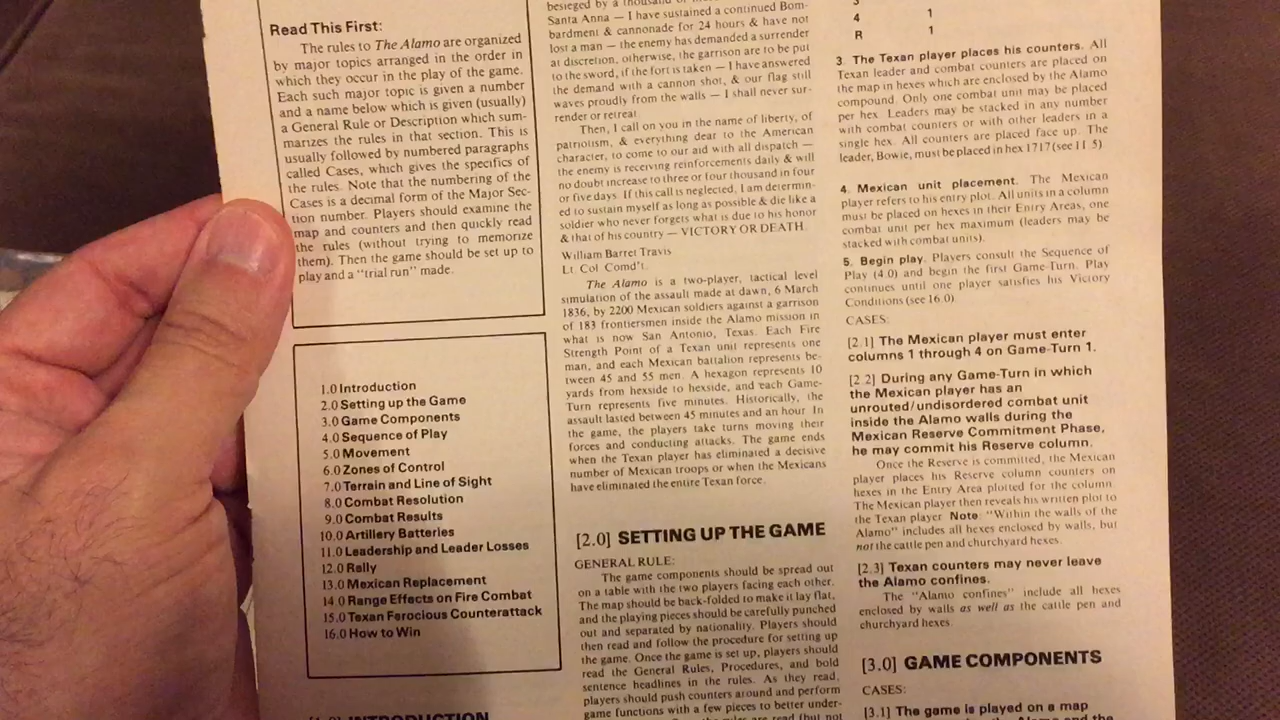 Read This First:
The rules to The Alamo are organized
by major topics arranged in the order in
which they occur in the play of the game.
Each such major topic is given a number
and a name below which is given (usually)
a General Rule or Description which sum-
marizes the rules in that section. This is
usually followed by numbered paragraphs
called Cases, which gives the specifics of
the rules. Note that the numbering of the
Cases is a decimal form of the Major Sec-
tion number. Players should examine the
map and counters and then quickly read
the rules (without trying to memorize
them). Then the game should be set up to
play and a "trial run" made.
1.0 Introduction
2.0 Setting up the Game
3.0 Game Components
4.0 Sequence of Play
5.0 Movement
6.0 Zones of Control
7.0 Terrain and Line of Sight
8.0 Combat Resolution
9.0 Combat Results
10.0 Artillery Batteries
11.0 Leadership and Leader Losses
12.0 Rally
13.0 Mexican Replacement
14.0 Range Effects on Fire Combat
15.0 Texan Ferocious Counterattack
16.0 How to Win
INTRODUCTION
besieged by a thousand
Santa Anna — I have sustained a continued Bom-
bardment & cannonade for 24 hours & have not
lost a man — the enemy has demanded a surrender
at discretion, otherwise, the garrison are to be put
to the sword, if the fort is taken — I have answered
the demand with a cannon shot, & our flag still
waves proudly from the walls — I shall never sur-
render or retreat.
Then, I call on you in the name of liberty, of
patriotism, & everything dear to the American
character, to come to our aid with all dispatch —
the enemy is receiving reinforcements daily & will
no doubt increase to three or four thousand in four
or five days. If this call is neglected, I am determin-
ed to sustain myself as long as possible & die like a
soldier who never forgets what is due to his honor
& that of his country — VICTORY OR DEATH.
William Barret Travis
Lt. Col. Comd't.
The Alamo is a two-player, tactical level
simulation of the assault made at dawn, 6 March
1836, by 2200 Mexican soldiers against a garrison
of 183 frontiersmen inside the Alamo mission in
what is now San Antonio, Texas. Each Fire
Strength Point of a Texan unit represents one
man, and each Mexican battalion represents be-
tween 45 and 55 men. A hexagon represents 10
yards from hexside to hexside, and each Game-
Turn represents five minutes. Historically, the
assault lasted between 45 minutes and an hour. In
the game, the players take turns moving their
forces and conducting attacks. The game ends
when the Texan player has eliminated a decisive
number of Mexican troops or when the Mexicans
have eliminated the entire Texan force.
[2.0] SETTING UP THE GAME
GENERAL RULE:
The game components should be spread out
on a table with the two players facing each other.
The map should be back-folded to make it lay flat,
and the playing pieces should be carefully punched
out and separated by nationality. Players should
then read and follow the procedure for setting up
the game. Once the game is set up, players should
read the General Rules, Procedures, and bold
sentence headlines in the rules. As they read,
players should push counters around and perform
game functions with a few pieces to better under-
rules are read (but not
3
4 1
R 1
3. The Texan player places his counters. All
Texan leader and combat counters are placed on
the map in hexes which are enclosed by the Alamo
compound. Only one combat unit may be placed
per hex. Leaders may be stacked in any number
with combat counters or with other leaders in a
single hex. All counters are placed face up. The
leader, Bowie, must be placed in hex 1717 (see 11.5).
4. Mexican unit placement. The Mexican
player refers to his entry plot. All units in a column
must be placed on hexes in their Entry Areas, one
combat unit per hex maximum (leaders may be
stacked with combat units).
5. Begin play. Players consult the Sequence of
Play (4.0) and begin the first Game-Turn. Play
continues until one player satisfies his Victory
Conditions (see 16.0).
CASES:
[2.1] The Mexican player must enter
columns 1 through 4 on Game-Turn 1.
[2.2] During any Game-Turn in which
the Mexican player has an
unrouted/undisordered combat unit
inside the Alamo walls during the
Mexican Reserve Commitment Phase,
he may commit his Reserve column.
Once the Reserve is committed, the Mexican
player places his Reserve column counters on
hexes in the Entry Area plotted for the column.
The Mexican player then reveals his written plot to
the Texan player. Note: "Within the walls of the
Alamo" includes all hexes enclosed by walls, but
not the cattle pen and churchyard hexes.
[2.3] Texan counters may never leave
the Alamo confines.
The "Alamo confines" include all hexes
enclosed by walls as well as the cattle pen and
churchyard hexes.
[3.0] GAME COMPONENTS
CASES:
[3.1] The game is played on a map
the Alamo and the